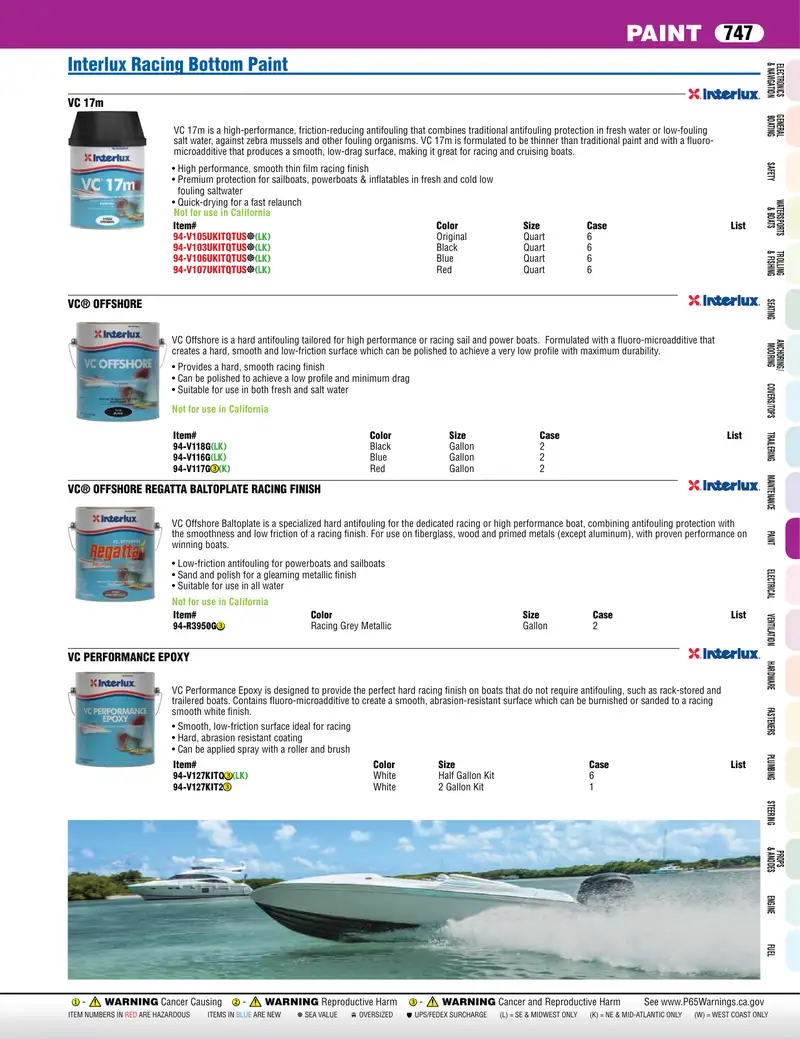 PAINT 747
Interlux Racing Bottom Paint
VC 17m
Interlux.
Interlux
VC 17m
VC 17m is a high-performance, friction-reducing antifouling that combines traditional antifouling protection in fresh water or low-fouling
salt water, against zebra mussels and other fouling organisms. VC 17m is formulated to be thinner than traditional paint and with a fluoro-
microadditive that produces a smooth, low-drag surface, making it great for racing and cruising boats.
• High performance, smooth thin film racing finish
• Premium protection for sailboats, powerboats & inflatables in fresh and cold low
fouling saltwater
• Quick-drying for a fast relaunch
Not for use in California
Item# Color Size Case List
94-V105UKITQTUS(LK) Original Quart 6
94-V103UKITQTUS(LK) Black Quart 6
94-V106UKITQTUS(LK) Blue Quart 6
94-V107UKITQTUS(LK) Red Quart 6
VC® OFFSHORE
Interlux.
Interlux
VC OFFSHORE
VC Offshore is a hard antifouling tailored for high performance or racing sail and power boats. Formulated with a fluoro-microadditive that
creates a hard, smooth and low-friction surface which can be polished to achieve a very low profile with maximum durability.
• Provides a hard, smooth racing finish
• Can be polished to achieve a low profile and minimum drag
• Suitable for use in both fresh and salt water
Not for use in California
Item# Color Size Case List
94-V118G(LK) Black Gallon 2
94-V116G(LK) Blue Gallon 2
94-V117G3(K) Red Gallon 2
VC® OFFSHORE REGATTA BALTOPLATE RACING FINISH
Interlux.
Interlux
Regatta
VC Offshore Baltoplate is a specialized hard antifouling for the dedicated racing or high performance boat, combining antifouling protection with
the smoothness and low friction of a racing finish. For use on fiberglass, wood and primed metals (except aluminum), with proven performance on
winning boats.
• Low-friction antifouling for powerboats and sailboats
• Sand and polish for a gleaming metallic finish
• Suitable for use in all water
Not for use in California
Item# Color Size Case List
94-R3950G3 Racing Grey Metallic Gallon 2
VC PERFORMANCE EPOXY
Interlux.
Interlux
VC PERFORMANCE
EPOXY
VC Performance Epoxy is designed to provide the perfect hard racing finish on boats that do not require antifouling, such as rack-stored and
trailered boats. Contains fluoro-microadditive to create a smooth, abrasion-resistant surface which can be burnished or sanded to a racing
smooth white finish.
• Smooth, low-friction surface ideal for racing
• Hard, abrasion resistant coating
• Can be applied spray with a roller and brush
Item# Color Size Case List
94-V127KITQ3(LK) White Half Gallon Kit 6
94-V127KIT23 White 2 Gallon Kit 1
ELECTRONICS
& NAVIGATION
GENERAL
BOATING
SAFETY
WATERSPORTS
& BOATS
TROLLING
& FISHING
SEATING
ANCHORING/
MOORING
COVERS/TOPS
TRAILERING
MAINTENANCE
PAINT
ELECTRICAL
VENTILATION
HARDWARE
FASTENERS
PLUMBING
STEERING
PROPS
& ANODES
ENGINE
FUEL
1 - WARNING Cancer Causing 2 - WARNING Reproductive Harm 3 - WARNING Cancer and Reproductive Harm See www.P65Warnings.ca.gov
ITEM NUMBERS IN RED ARE HAZARDOUS ITEMS IN BLUE ARE NEW SEA VALUE OVERSIZED UPS/FEDEX SURCHARGE (L) = SE & MIDWEST ONLY (K) = NE & MID-ATLANTIC ONLY (W) = WEST COAST ONLY